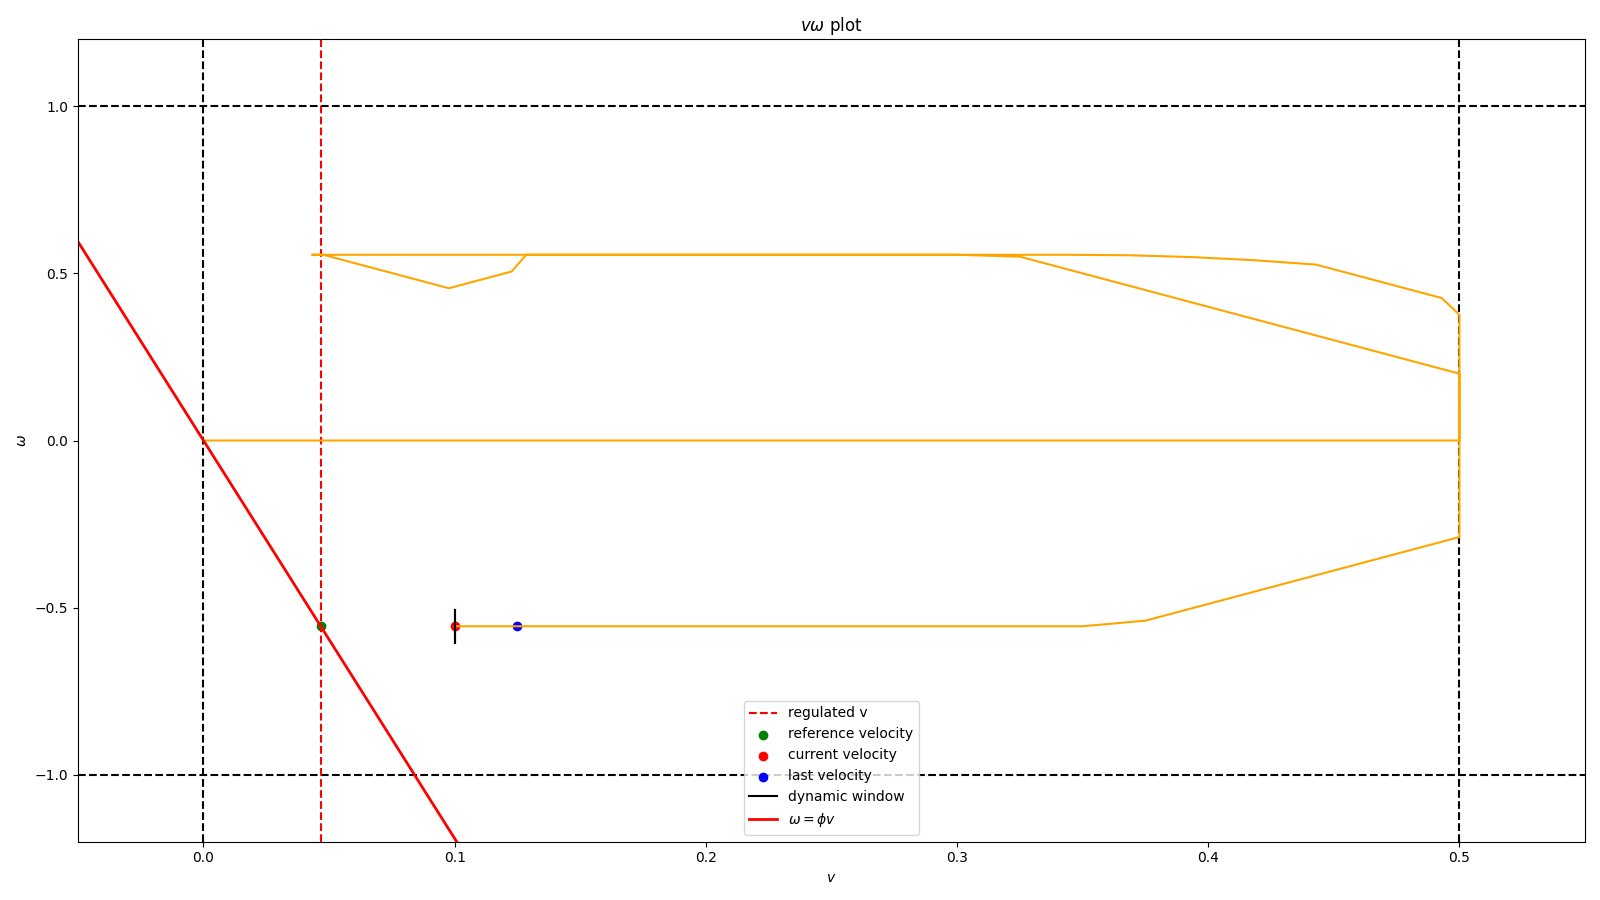 vω plot
ω
1.0
0.5
0.0
−0.5
−1.0
0.0
0.1
0.2
0.3
0.4
0.5
v
regulated v
reference velocity
current velocity
last velocity
dynamic window
ω = ϕv